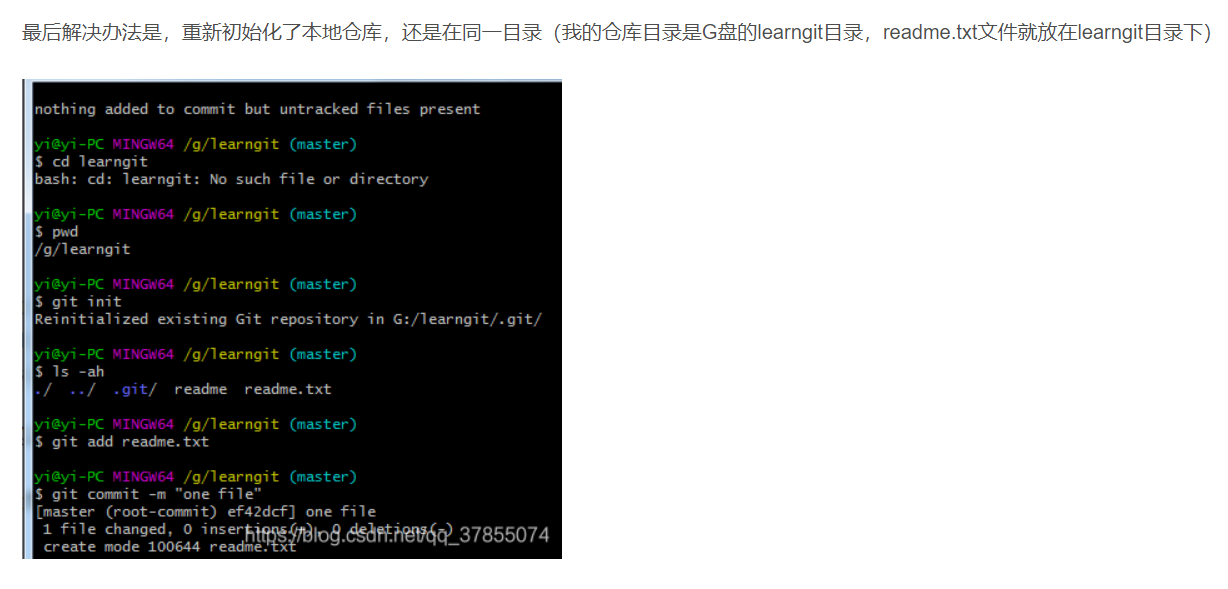 最后解决办法是，重新初始化了本地仓库，还是在同一目录（我的仓库目录是G盘的learngit目录，readme.txt文件就放在learngit目录下）
nothing added to commit but untracked files present
yi@yi-PC MINGW64 /g/learngit (master)
$ cd learngit
bash: cd: learngit: No such file or directory
yi@yi-PC MINGW64 /g/learngit (master)
$ pwd
/g/learngit
yi@yi-PC MINGW64 /g/learngit (master)
$ git init
Reinitialized existing Git repository in G:/learngit/.git/
yi@yi-PC MINGW64 /g/learngit (master)
$ ls -ah
./  ../  .git/  readme  readme.txt
yi@yi-PC MINGW64 /g/learngit (master)
$ git add readme.txt
yi@yi-PC MINGW64 /g/learngit (master)
$ git commit -m "one file"
[master (root-commit) ef42dcf] one file
 1 file changed, 0 insertions(+), 0 deletions(-)
 create mode 100644 readme.txt
https://blog.csdn.net/qq_37855074